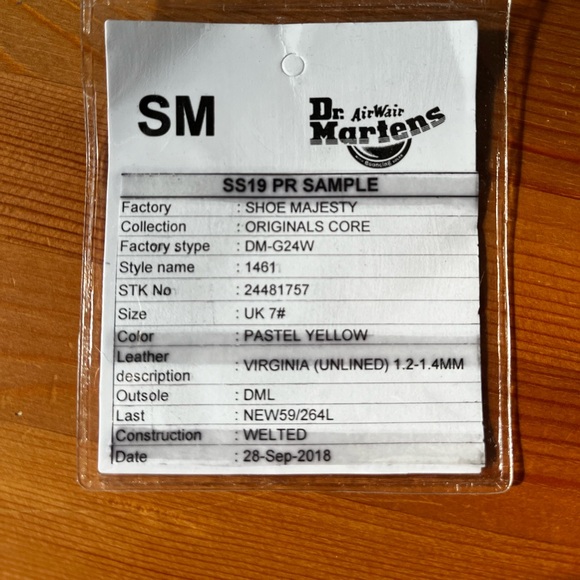 SM
Dr. AirWair
Martens
SS19 PR SAMPLE
Factory : SHOE MAJESTY
Collection : ORIGINALS CORE
Factory stype : DM-G24W
Style name : 1461
STK No : 24481757
Size : UK 7#
Color : PASTEL YELLOW
Leather description : VIRGINIA (UNLINED) 1.2-1.4MM
Outsole : DML
Last : NEW59/264L
Construction : WELTED
Date : 28-Sep-2018